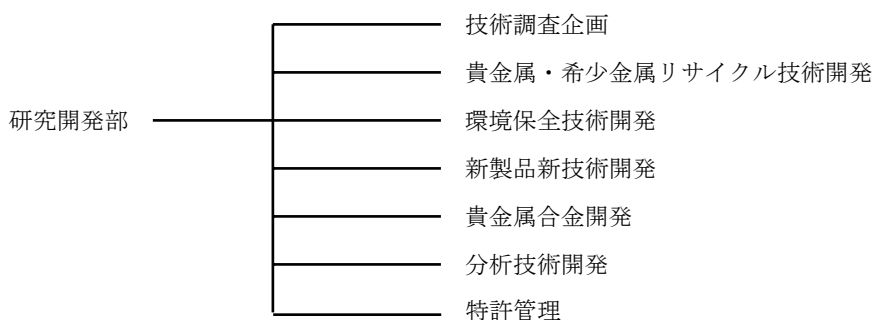 技術調査企画
貴金属・希少金属リサイクル技術開発
研究開発部
環境保全技術開発
新製品新技術開発
貴金属合金開発
分析技術開発
特許管理